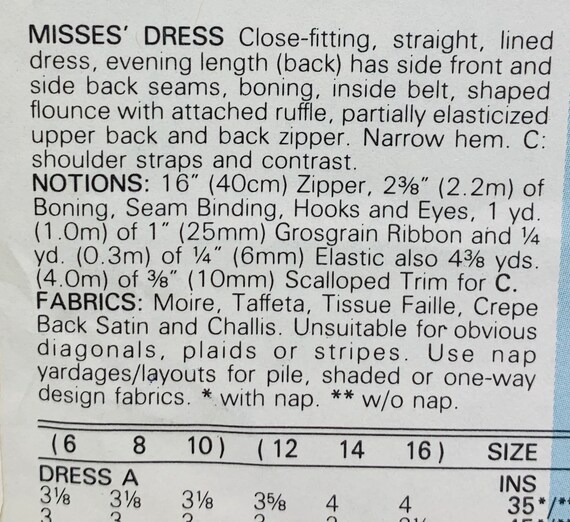 MISSES' DRESS Close-fitting, straight, lined
dress, evening length (back) has side front and
side back seams, boning, inside belt, shaped
flounce with attached ruffle, partially elasticized
upper back and back zipper. Narrow hem. C:
shoulder straps and contrast.
NOTIONS: 16" (40cm) Zipper, 2⅜" (2.2m) of
Boning, Seam Binding, Hooks and Eyes, 1 yd.
(1.0m) of 1" (25mm) Grosgrain Ribbon and ¼
yd. (0.3m) of ¼" (6mm) Elastic also 4⅜ yds.
(4.0m) of ⅜" (10mm) Scalloped Trim for C.
FABRICS: Moire, Taffeta, Tissue Faille, Crepe
Back Satin and Challis. Unsuitable for obvious
diagonals, plaids or stripes. Use nap
yardages/layouts for pile, shaded or one-way
design fabrics. * with nap. ** w/o nap.
(6 8 10) (12 14 16) SIZE
DRESS A INS
3⅛ 3⅛ 3⅛ 3⅝ 4 4 35*/**